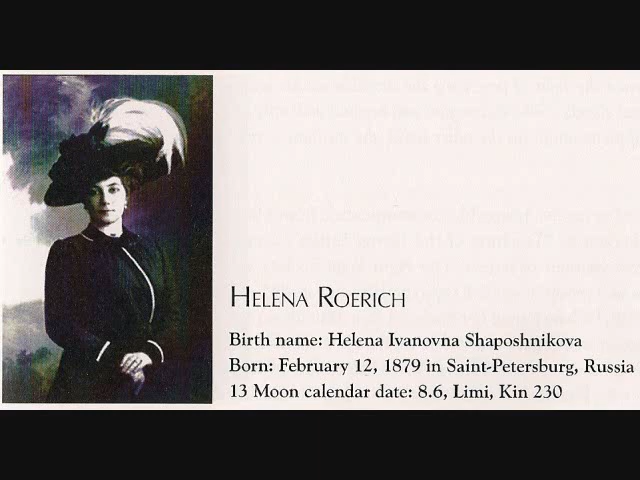 HELENA ROERICH
Birth name: Helena Ivanovna Shaposhnikova
Born: February 12, 1879 in Saint-Petersburg, Russia
13 Moon calendar date: 8.6, Limi, Kin 230